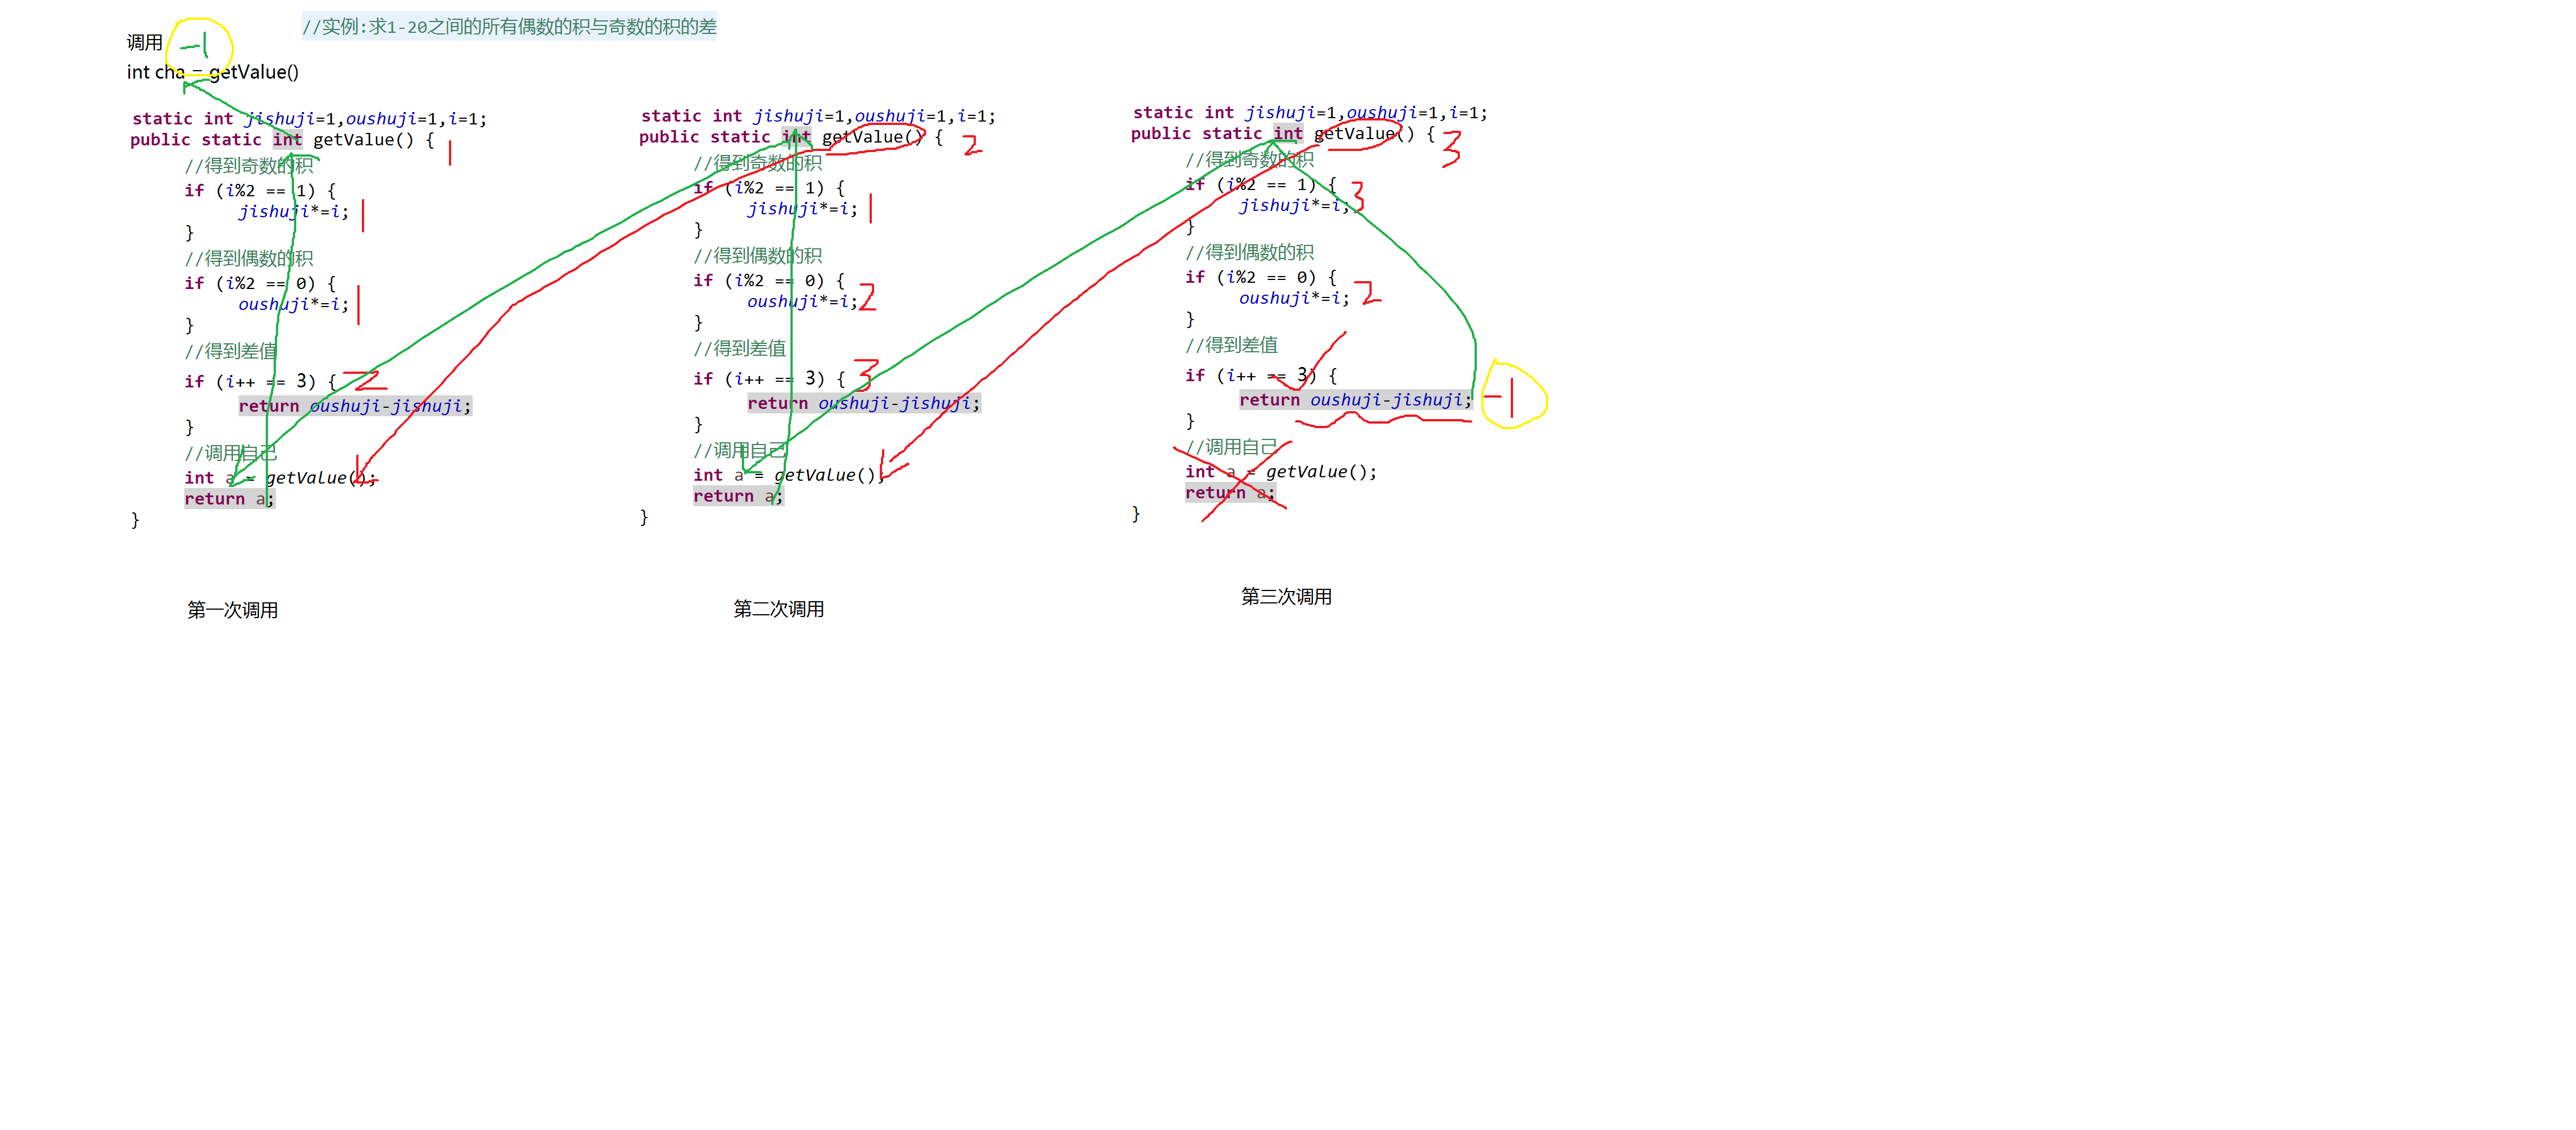 //实例:求1-20之间的所有偶数的积与奇数的积的差
调用
-1
int cha = getValue()
static int jishuji=1,oushuji=1,i=1;
public static int getValue() { 1
//得到奇数的积
if (i%2 == 1) {
jishuji*=i; 1
}
//得到偶数的积
if (i%2 == 0) {
oushuji*=i; 1
}
//得到差值
if (i++ == 3) { 2
return oushuji-jishuji;
}
//调用自己
int a = getValue();
return a;
}
第一次调用
static int jishuji=1,oushuji=1,i=1;
public static int getValue() { 2
//得到奇数的积
if (i%2 == 1) {
jishuji*=i; 1
}
//得到偶数的积
if (i%2 == 0) {
oushuji*=i; 2
}
//得到差值
if (i++ == 3) { 3
return oushuji-jishuji;
}
//调用自己
int a = getValue();
return a;
}
第二次调用
static int jishuji=1,oushuji=1,i=1;
public static int getValue() { 3
//得到奇数的积
if (i%2 == 1) {
jishuji*=i; 3
}
//得到偶数的积
if (i%2 == 0) {
oushuji*=i; 2
}
//得到差值
if (i++ == 3) {
return oushuji-jishuji; -1
}
//调用自己
int a = getValue();
return a;
}
第三次调用